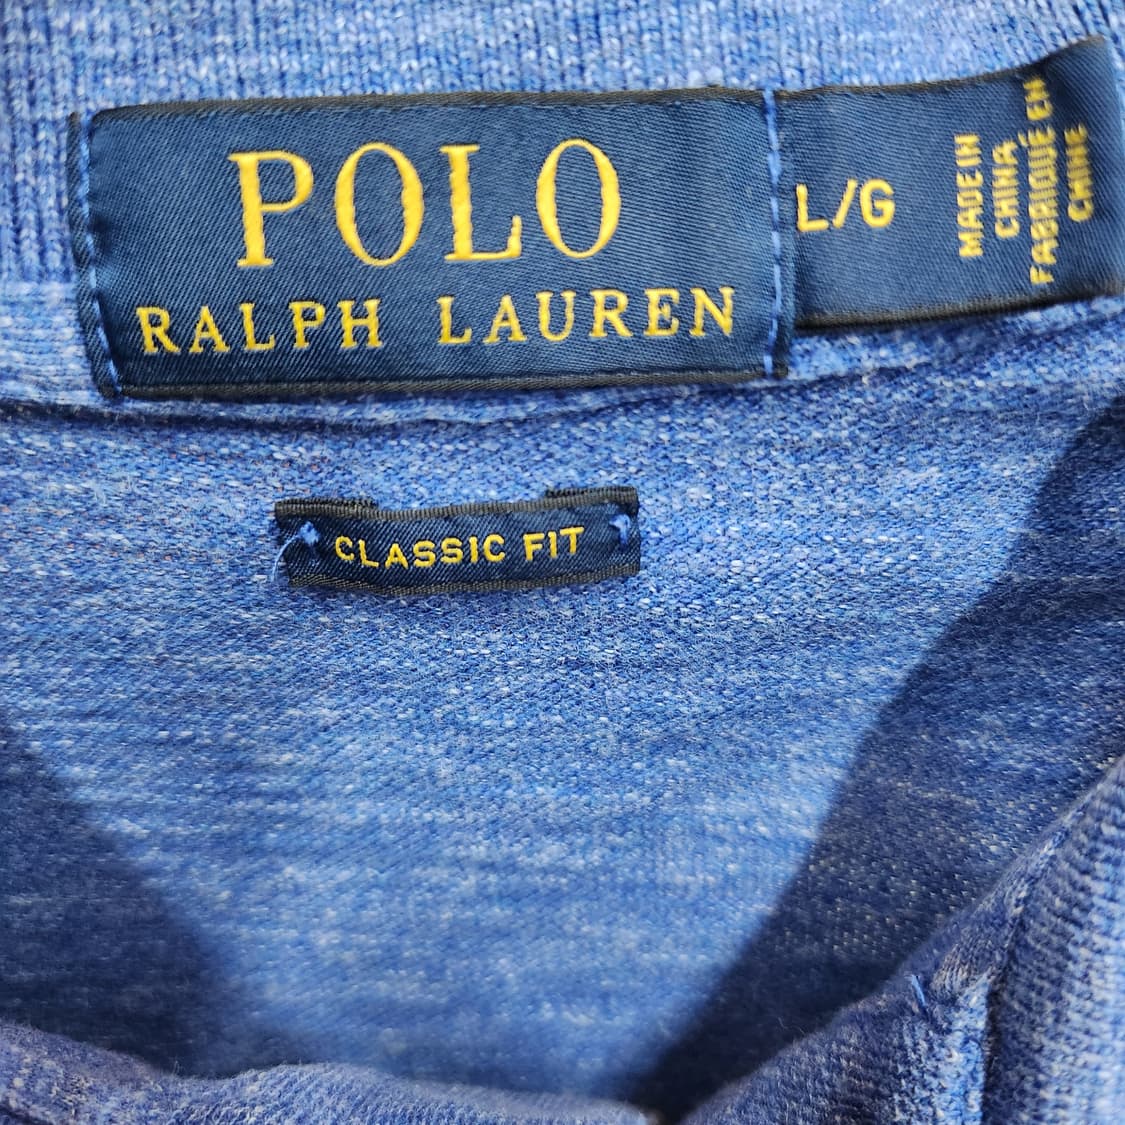 POLO
RALPH LAUREN
L/G
MADE IN
CHINA
FABRIQUÉ EN
CHINE
CLASSIC FIT